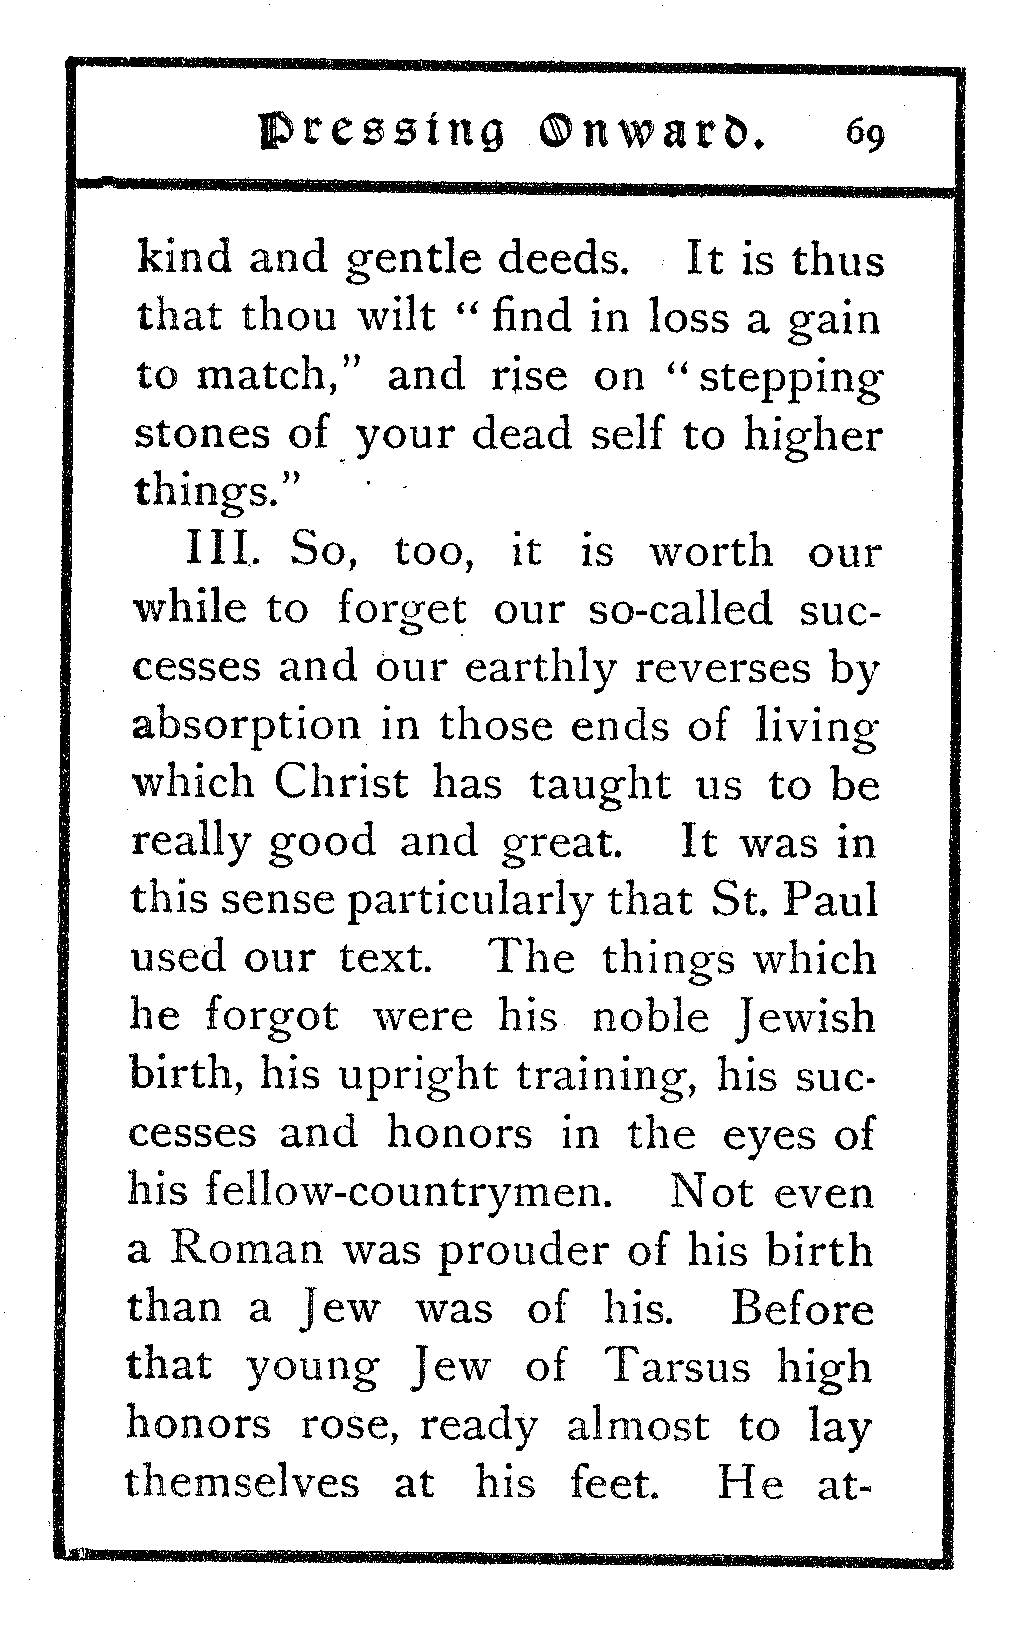 Pressing Onward. 69
kind and gentle deeds. It is thus
that thou wilt “ find in loss a gain
to match,” and rise on “ stepping
stones of your dead self to higher
things.”
III. So, too, it is worth our
while to forget our so-called suc-
cesses and our earthly reverses by
absorption in those ends of living
which Christ has taught us to be
really good and great. It was in
this sense particularly that St. Paul
used our text. The things which
he forgot were his noble Jewish
birth, his upright training, his suc-
cesses and honors in the eyes of
his fellow-countrymen. Not even
a Roman was prouder of his birth
than a Jew was of his. Before
that young Jew of Tarsus high
honors rose, ready almost to lay
themselves at his feet. He at-